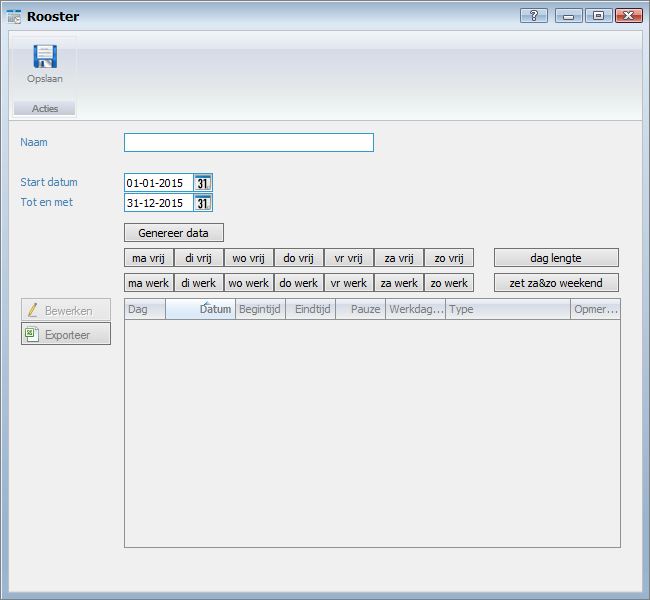 Rooster
Opslaan
Acties
Naam
Start datum 01-01-2015 31
Tot en met 31-12-2015 31
Genereer data
ma vrij di vrij wo vrij do vrij vr vrij za vrij zo vrij dag lengte
ma werk di werk wo werk do werk vr werk za werk zo werk zet za&zo weekend
Bewerken
Exporteer
Dag Datum Begintijd Eindtijd Pauze Werkdag... Type Opmer...